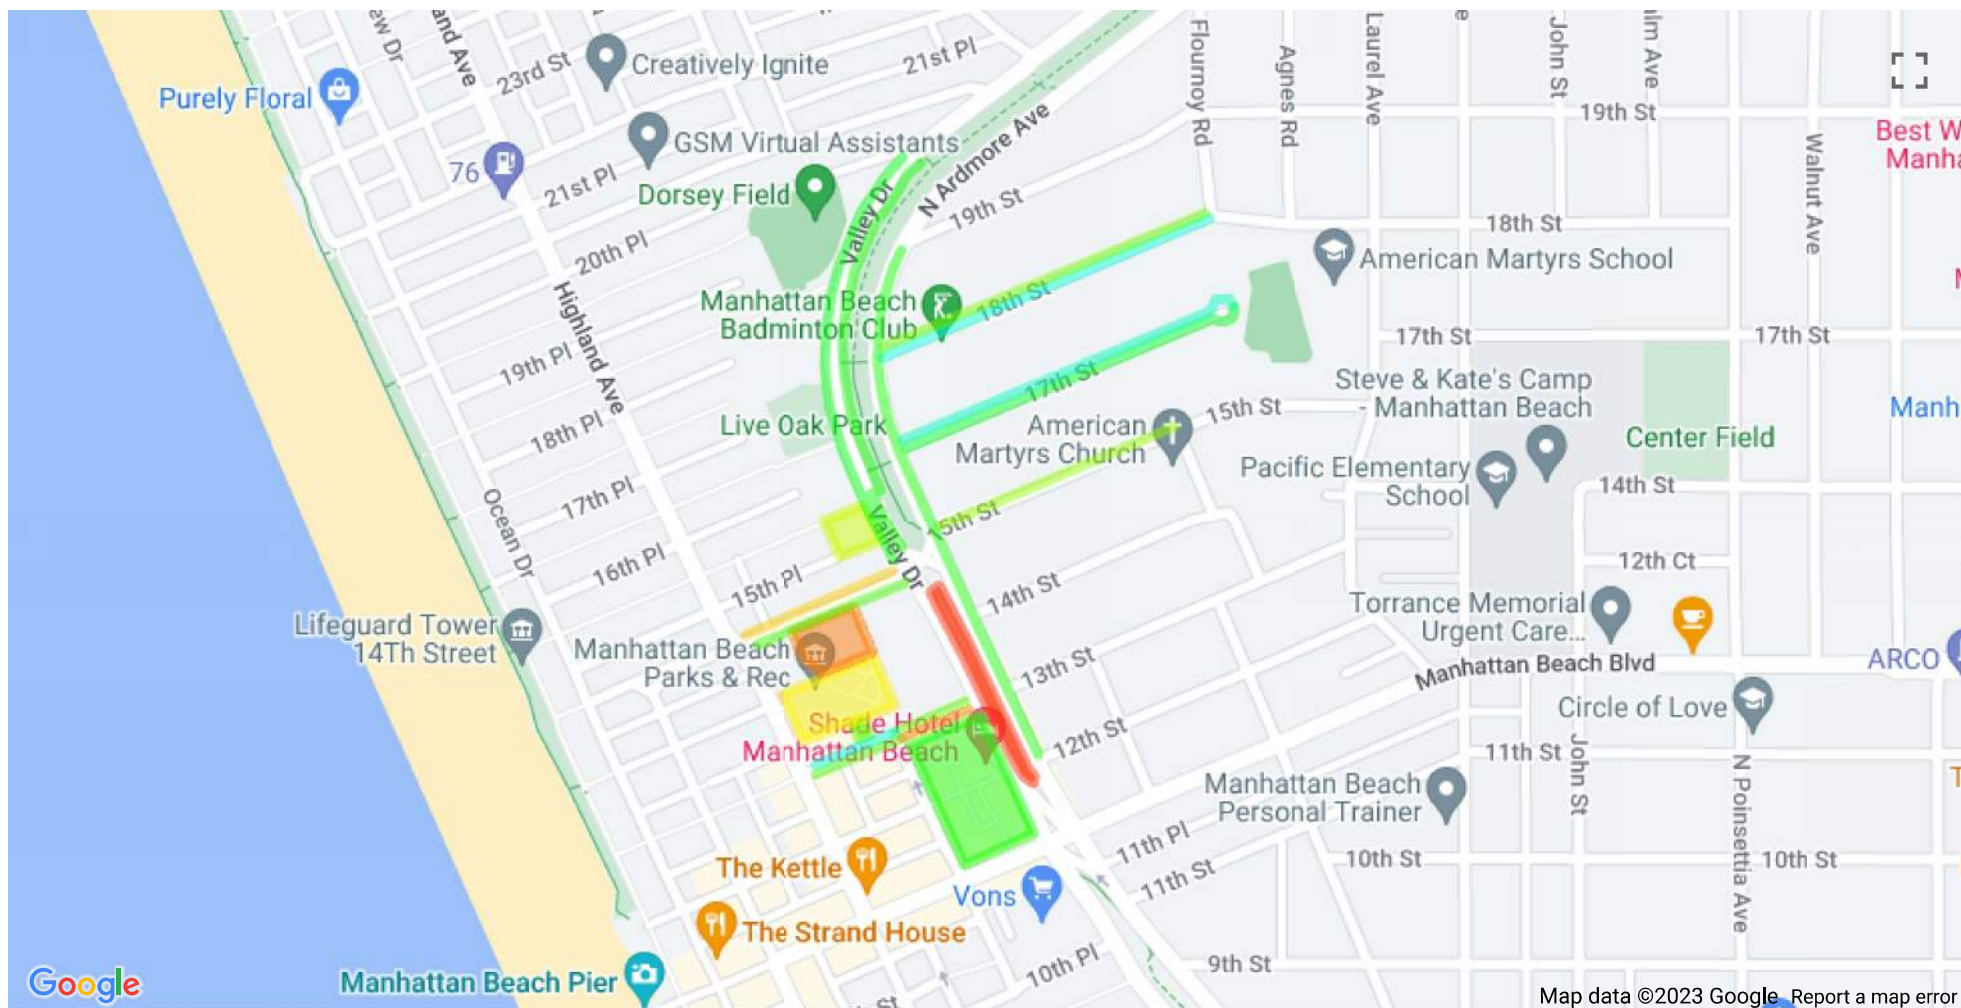 23rd St
Creatively Ignite
21st Pl
Flournoy Rd
Agnes Rd
Laurel Ave
John St
19th St
Purely Floral
N Ardmore Ave
GSM Virtual Assistants
Best W
Manha
76
21st Pl
Dorsey Field
Valley Dr
19th St
Walnut Ave
18th St
20th Pl
American Martyrs School
Manhattan Beach
Badminton Club
18th St
Highland Ave
17th St
17th St
19th Pl
17th St
Steve & Kate's Camp
- Manhattan Beach
Live Oak Park
American
Martyrs Church
15th St
Manh
18th Pl
Center Field
Pacific Elementary
School
14th St
17th Pl
Ocean Dr
Valley Dr
15th St
16th Pl
12th Ct
15th Pl
14th St
Torrance Memorial
Urgent Care...
Lifeguard Tower
14Th Street
Manhattan Beach
Parks & Rec
13th St
Manhattan Beach Blvd
ARCO
Shade Hotel
Manhattan Beach
12th St
Circle of Love
11th St
John St
N Poinsettia Ave
Manhattan Beach
Personal Trainer
11th Pl
The Kettle
11th St
10th St
10th St
Vons
The Strand House
10th Pl
9th St
Manhattan Beach Pier
Google
Map data ©2023 Google
Report a map error